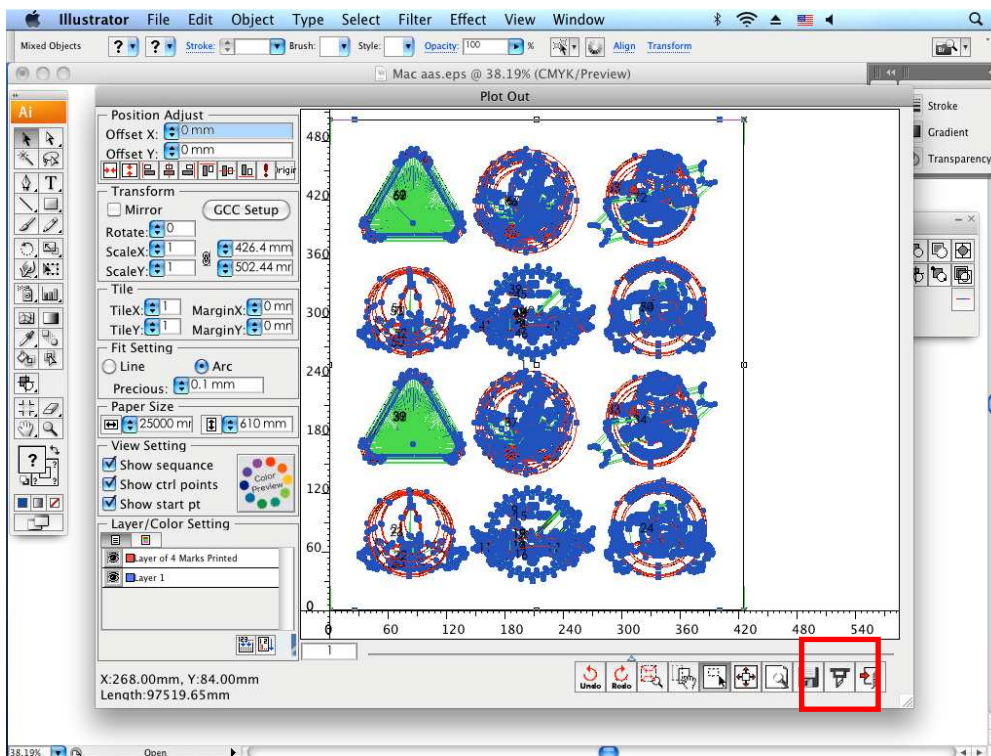 Illustrator File Edit Object Type Select Filter Effect View Window
Mixed Objects ? ? Stroke: Brush: Style: Opacity: 100 % Align Transform
Mac aas.eps @ 38.19% (CMYK/Preview)
Plot Out
Ai
Stroke
Gradient
Transparency
Position Adjust
Offset X: 0 mm
Offset Y: 0 mm
Transform
Mirror GCC Setup
Rotate: 0
ScaleX: 1 426.4 mm
ScaleY: 1 502.44 mr
Tile
TileX: 1 MarginX: 0 mr
TileY: 1 MarginY: 0 mr
Fit Setting
Line Arc
Precious: 0.1 mm
Paper Size
25000 mr 610 mm
View Setting
Show sequence
Show ctrl points
Show start pt
Color Preview
Layer/Color Setting
Layer of 4 Marks Printed
Layer 1
480
420
360
300
240
180
120
60
0
0 60 120 180 240 300 360 420 480 540
1
Undo Redo
X:268.00mm, Y:84.00mm
Length:97519.65mm
38.19% Open